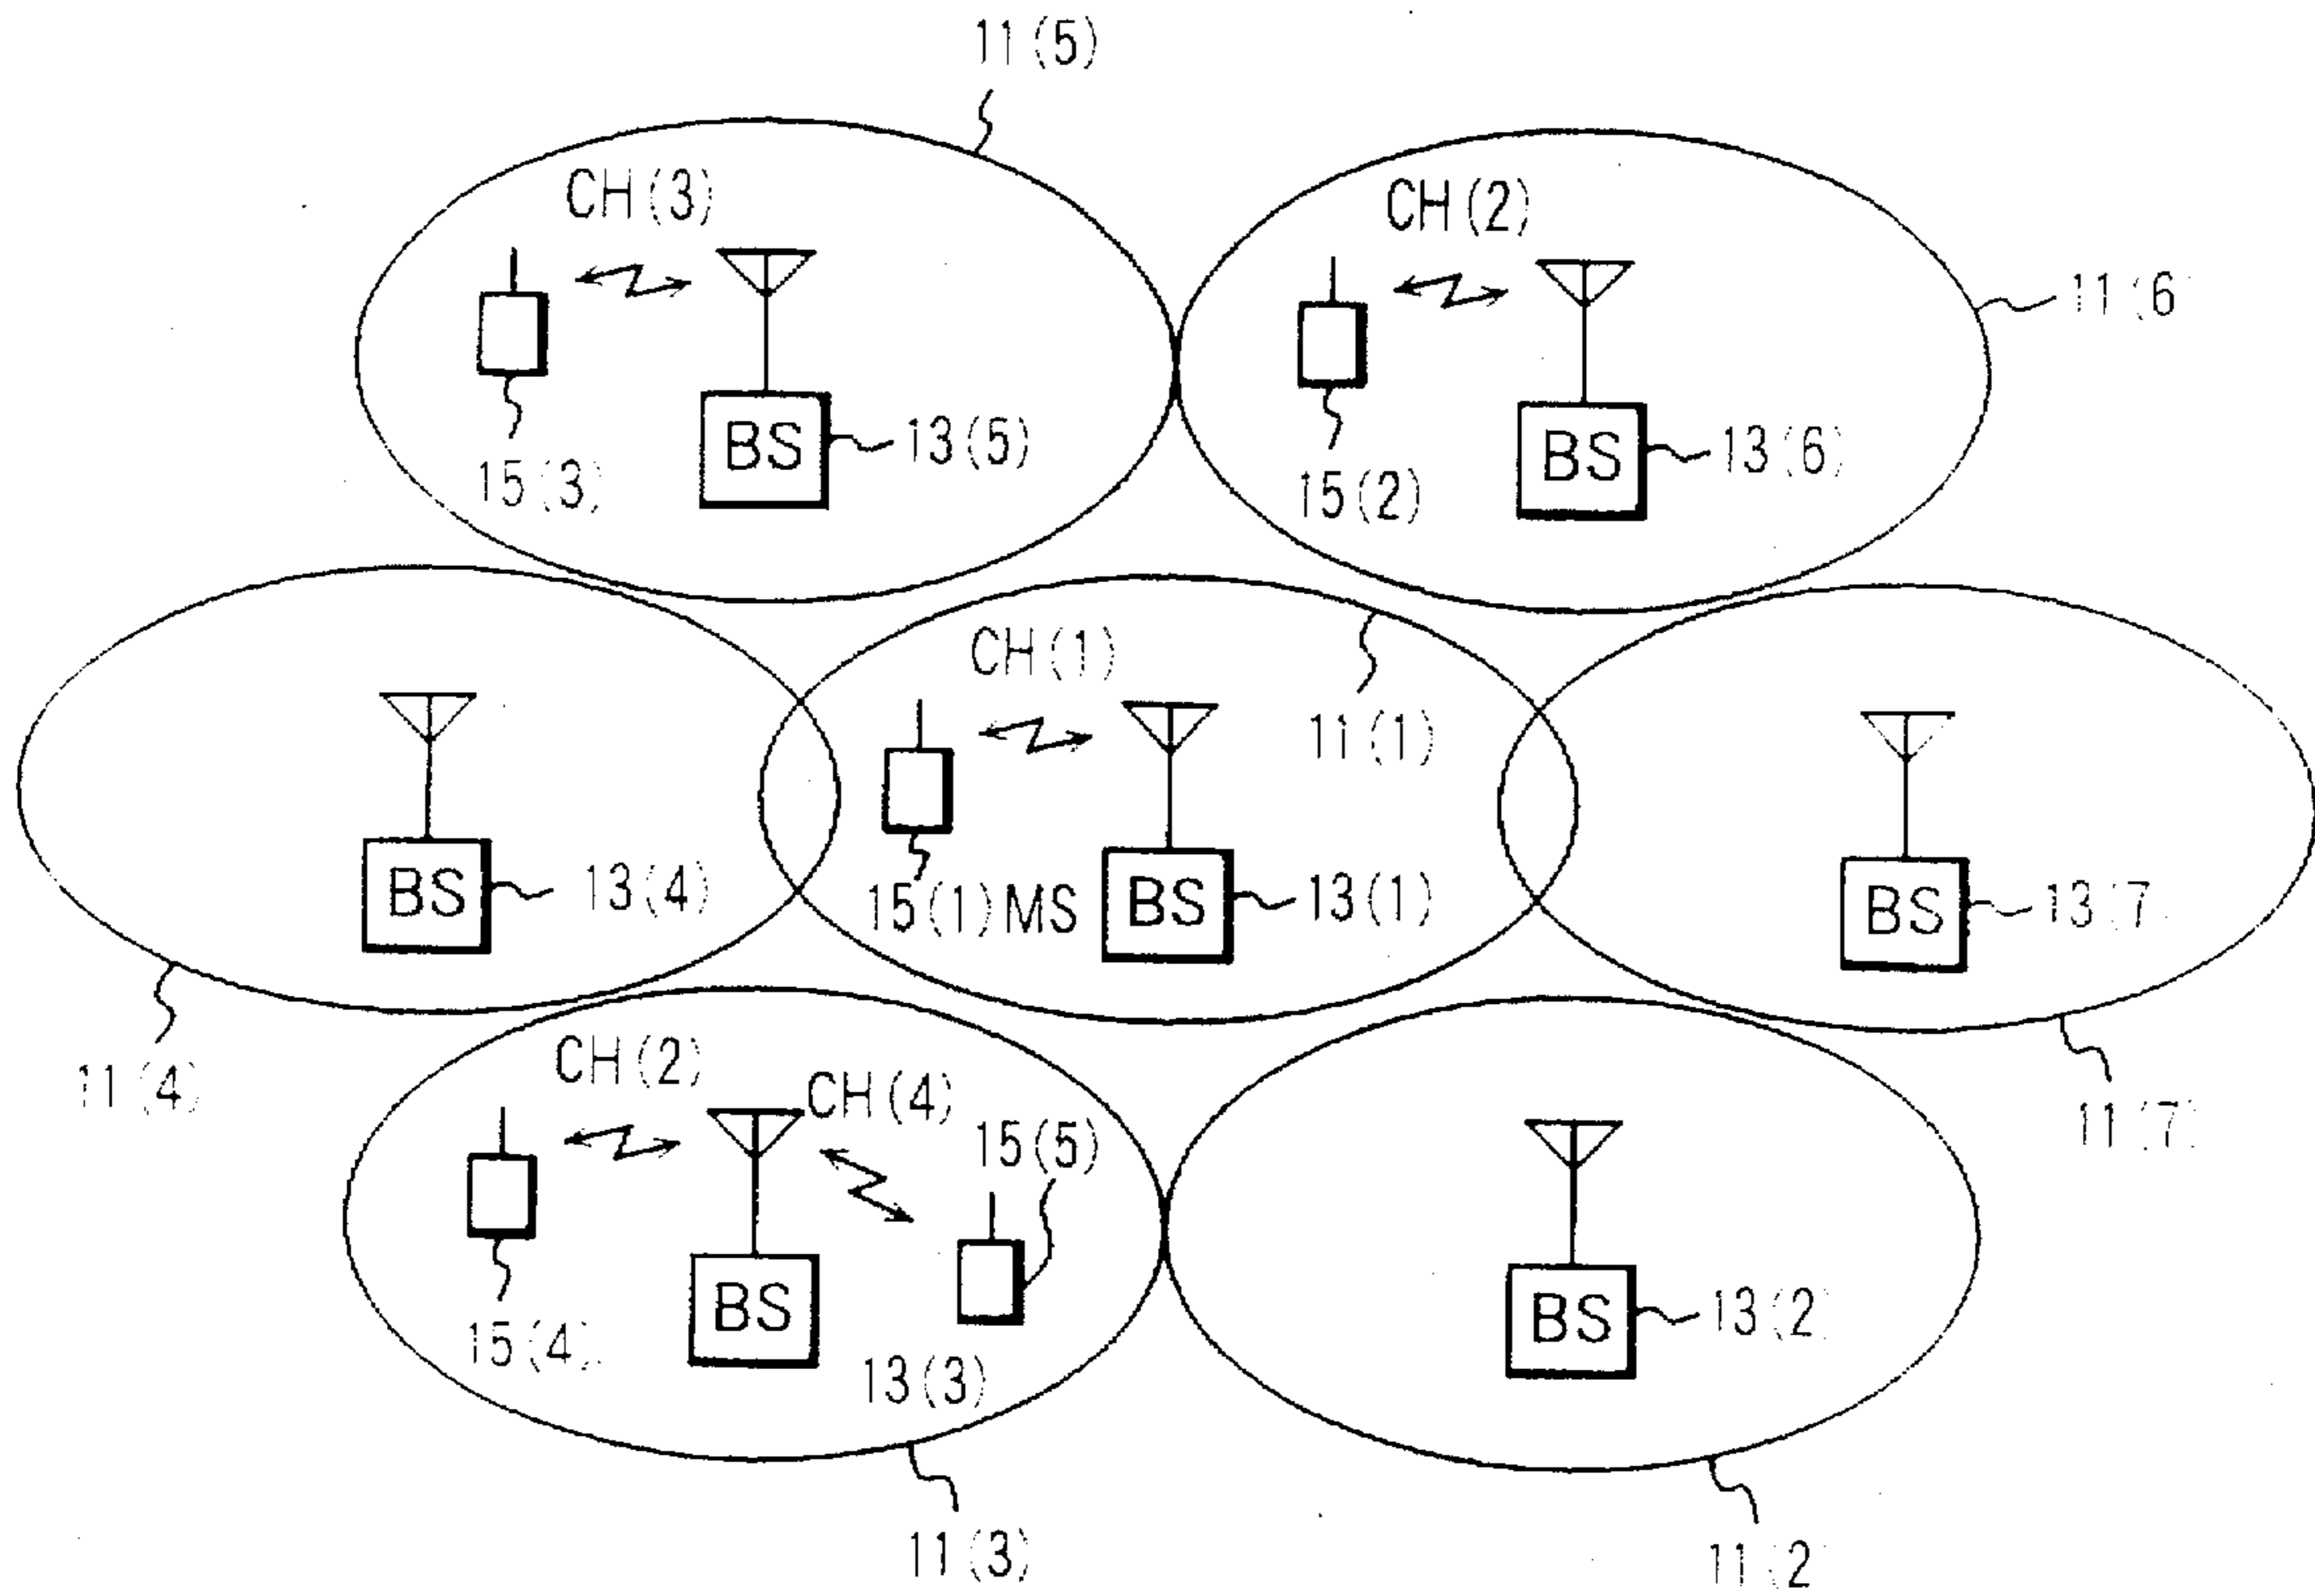 11(5)
CH(3)
CH(2)
11(6
BS
13(5)
BS
13(6)
15(3)
15(2)
CH(1)
11(1)
BS
13(4)
15(1)MS
BS
13(1)
BS
13(7
11(4)
CH(2)
CH(4)
15(5)
11(7)
BS
BS
13(2
15(4)
13(3)
11(3)
11(2